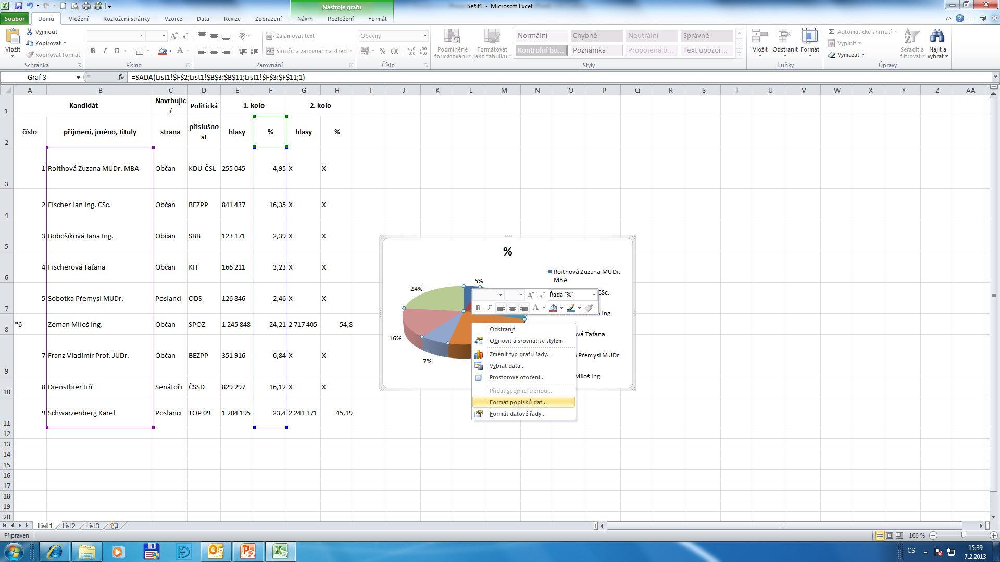 Nástroje grafu
Sešit1 - Microsoft Excel
Soubor Domů Vložení Rozložení stránky Vzorce Data Revize Zobrazení Návrh Rozložení Formát
Vložit
Vyjmout
Kopírovat
Kopírovat formát
Schránka
B I U
Písmo
Zalamovat text
Sloučit a zarovnat na střed
Zarovnání
Obecný
% 000
Číslo
Podmíněné formátování
Formátovat jako tabulku
Normální Chybně Neutrální Správně
Kontrolní bu... Poznámka Propojená b... Text upozor...
Styly
Vložit Odstranit Formát
Buňky
Automatické shrnutí
Vyplnit
Vymazat
Seřadit a filtrovat
Najít a vybrat
Úpravy
Graf 3 fx =SADA(List1!$F$2;List1!$B$3:$B$11;List1!$F$3:$F$11;1)
A B C D E F G H I J K L M N O P Q R S T U V W X Y Z AA
1 Kandidát Navrhujíc í Politická 1. kolo 2. kolo
2 číslo příjmení, jméno, tituly strana příslušno st hlasy % hlasy %
3 1 Roithová Zuzana MUDr. MBA Občan KDU-ČSL 255 045 4,95 X X
4 2 Fischer Jan Ing. CSc. Občan BEZPP 841 437 16,35 X X
5 3 Bobošíková Jana Ing. Občan SBB 123 171 2,39 X X
6 4 Fischerová Taťana Občan KH 166 211 3,23 X X
7 5 Sobotka Přemysl MUDr. Poslanci ODS 126 846 2,46 X X
8 *6 Zeman Miloš Ing. Občan SPOZ 1 245 848 24,21 2 717 405 54,8
9 7 Franz Vladimír Prof. JUDr. Občan BEZPP 351 916 6,84 X X
10 8 Dienstbier Jiří Senátoři ČSSD 829 297 16,12 X X
11 9 Schwarzenberg Karel Poslanci TOP 09 1 204 195 23,4 2 241 171 45,19
12
13
14
15
16
17
18
19
20
%
5%
24%
16%
7%
Roithová Zuzana MUDr. MBA
CSc.
Ing.
vá Taťana
Přemysl MUDr.
Miloš Ing.
Řada "%"
B I
A
Odstranit
Obnovit a srovnat se stylem
Změnit typ grafu řady...
Vybrat data...
Prostorové otočení...
Přidat spojnici trendu...
Formát popisků dat...
Formát datové řady...
List1 List2 List3
Připraven
100 %
CS
15:39
7.2.2013